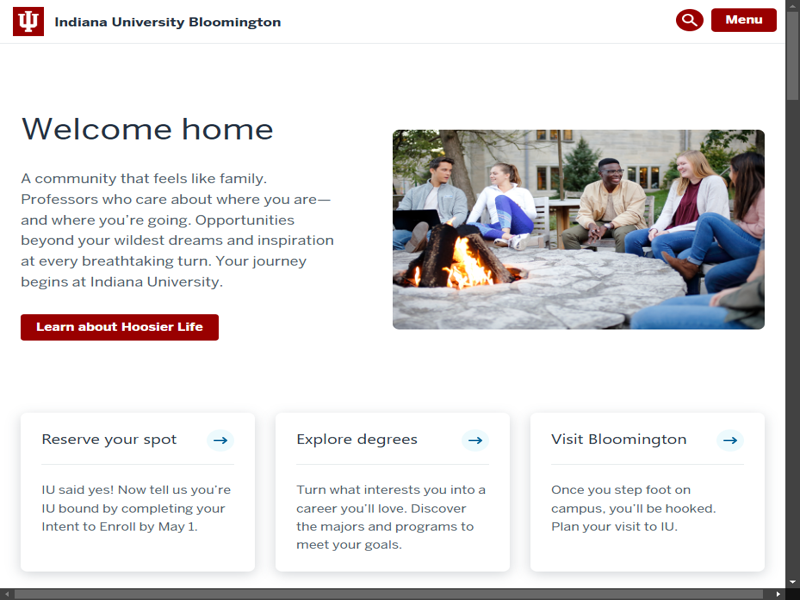 Indiana University Bloomington
Menu
Welcome home
A community that feels like family.
Professors who care about where you are—
and where you're going. Opportunities
beyond your wildest dreams and inspiration
at every breathtaking turn. Your journey
begins at Indiana University.
Learn about Hoosier Life
Reserve your spot
IU said yes! Now tell us you're
IU bound by completing your
Intent to Enroll by May 1.
Explore degrees
Turn what interests you into a
career you'll love. Discover
the majors and programs to
meet your goals.
Visit Bloomington
Once you step foot on
campus, you'll be hooked.
Plan your visit to IU.